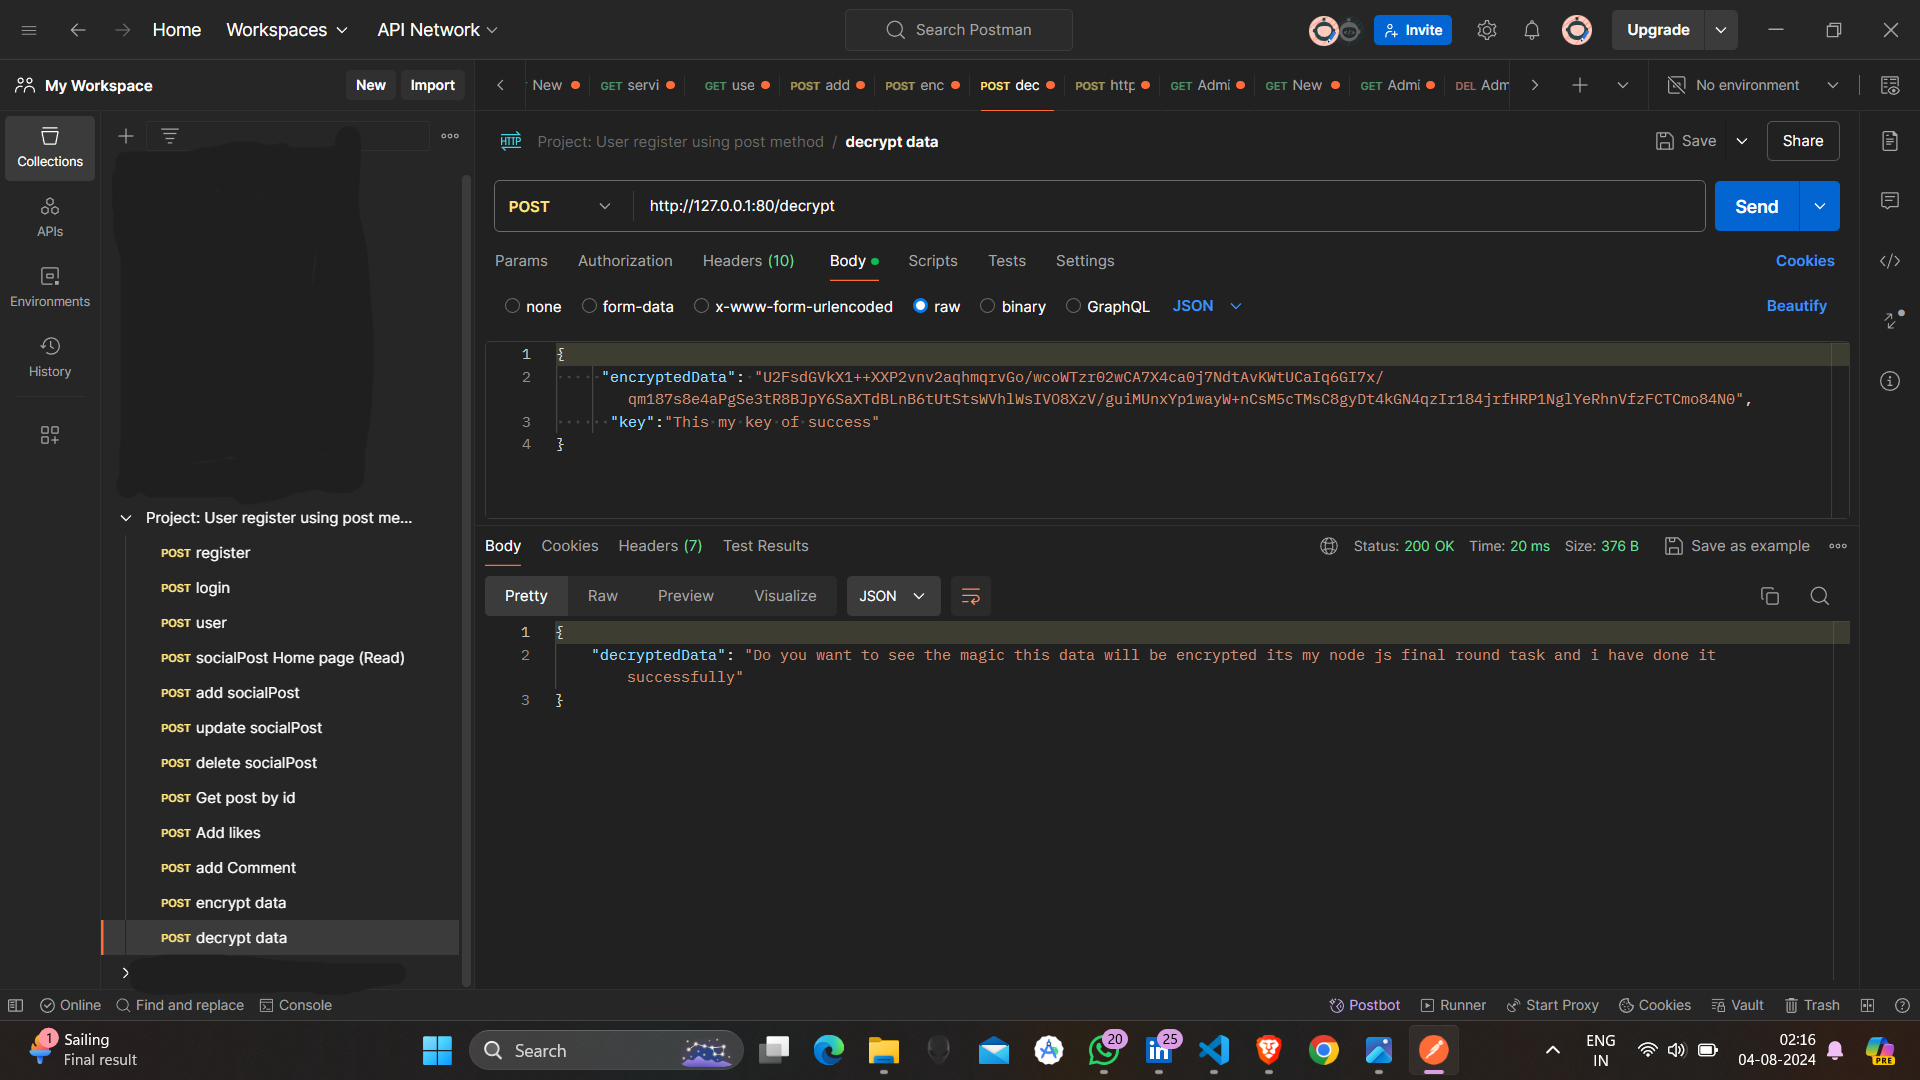 Home Workspaces API Network Search Postman Invite Upgrade
My Workspace New Import New GET servi GET use POST add POST enc POST dec POST http GET Admi GET New GET Admi DEL Adm No environment
HTTP Project: User register using post method / decrypt data Save Share
Collections
APIs
Environments
History
POST http://127.0.0.1:80/decrypt Send
Params Authorization Headers (10) Body Scripts Tests Settings Cookies
none form-data x-www-form-urlencoded raw binary GraphQL JSON Beautify
1 {
2 "encryptedData": "U2FsdGVkX1++XXP2vnv2aqhmqrvGo/wcoWTzr02wCA7X4ca0j7NdtAvKWtUCaIq6GI7x/
qm187s8e4aPgSe3tR8BJpY6SaXTdBLnB6tUtStsWVhlWsIVO8XzV/guiMUnxYp1wayW+nCsM5cTMsC8gyDt4kGN4qzIr184jrfHRP1NglYeRhnVfzFCTCmo84N0",
3 "key":"This my key of success"
4 }
Project: User register using post me...
POST register
POST login
POST user
POST socialPost Home page (Read)
POST add socialPost
POST update socialPost
POST delete socialPost
POST Get post by id
POST Add likes
POST add Comment
POST encrypt data
POST decrypt data
Body Cookies Headers (7) Test Results Status: 200 OK Time: 20 ms Size: 376 B Save as example
Pretty Raw Preview Visualize JSON
1 {
2 "decryptedData": "Do you want to see the magic this data will be encrypted its my node js final round task and i have done it
successfully"
3 }
Online Find and replace Console Postbot Runner Start Proxy Cookies Vault Trash
1 Sailing
Final result
Search
20
25
ENG
IN
02:16
04-08-2024
PRE